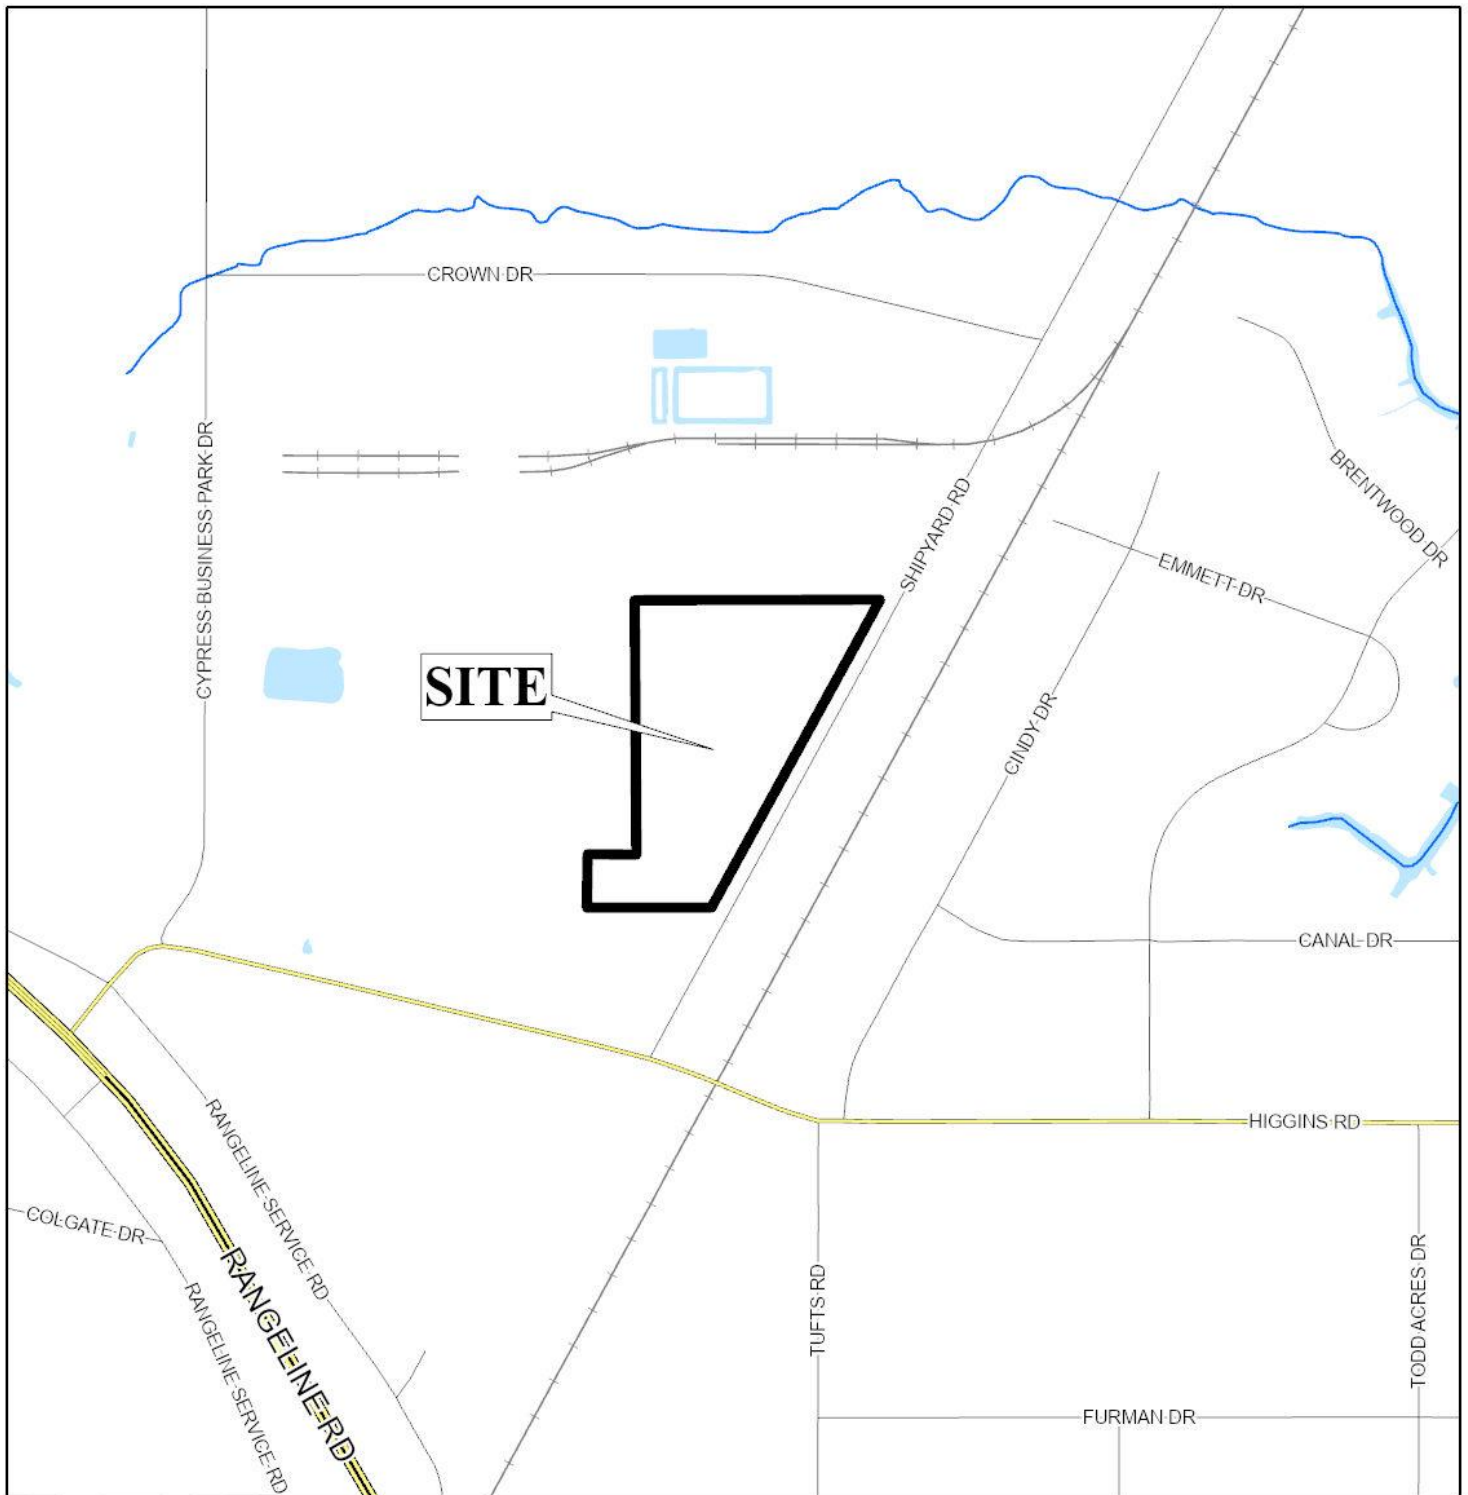 CROWN DR
CYPRESS BUSINESS PARK DR
SHIPYARD RD
BRENTWOOD DR
EMMETT DR
SITE
CINDY DR
CANAL DR
HIGGINS RD
RANGELINE SERVICE RD
COLGATE DR
RANGELINE RD
RANGELINE SERVICE RD
TUFTS RD
TODD ACRES DR
FURMAN DR